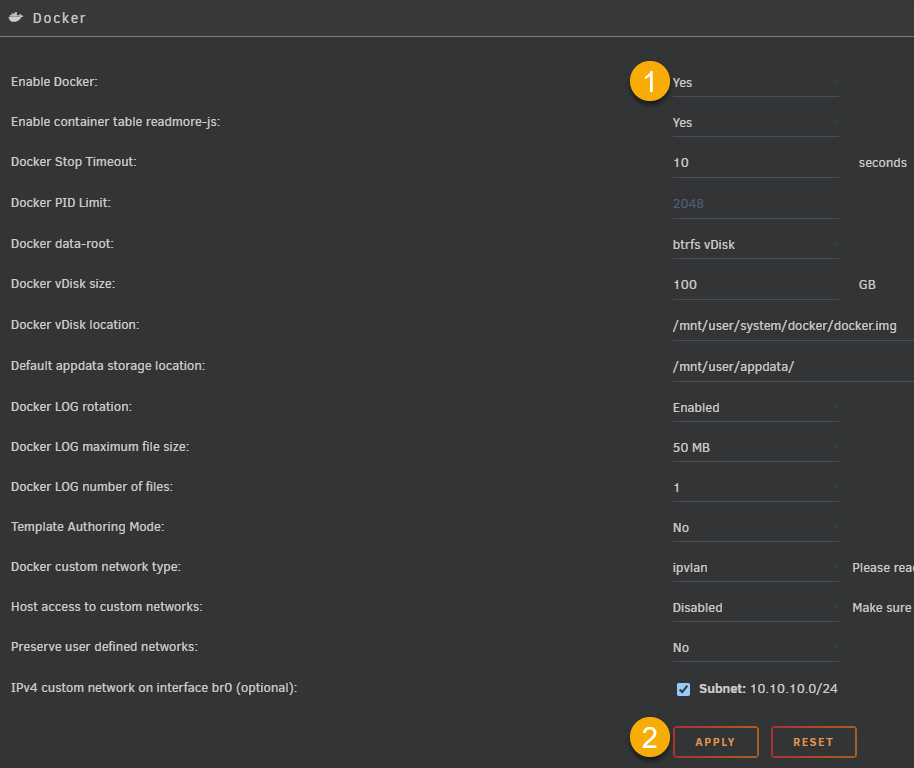 Docker
Enable Docker: 1 Yes
Enable container table readmore-js: Yes
Docker Stop Timeout: 10 seconds
Docker PID Limit: 2048
Docker data-root: btrfs vDisk
Docker vDisk size: 100 GB
Docker vDisk location: /mnt/user/system/docker/docker.img
Default appdata storage location: /mnt/user/appdata/
Docker LOG rotation: Enabled
Docker LOG maximum file size: 50 MB
Docker LOG number of files: 1
Template Authoring Mode: No
Docker custom network type: ipvlan Please read
Host access to custom networks: Disabled Make sure
Preserve user defined networks: No
IPv4 custom network on interface br0 (optional): Subnet: 10.10.10.0/24
2 APPLY RESET